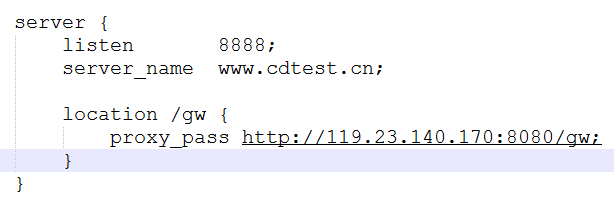 server {
    listen       8888;
    server_name  www.cdtest.cn;

    location /gw {
        proxy_pass http://119.23.140.170:8080/gw;
    }
}